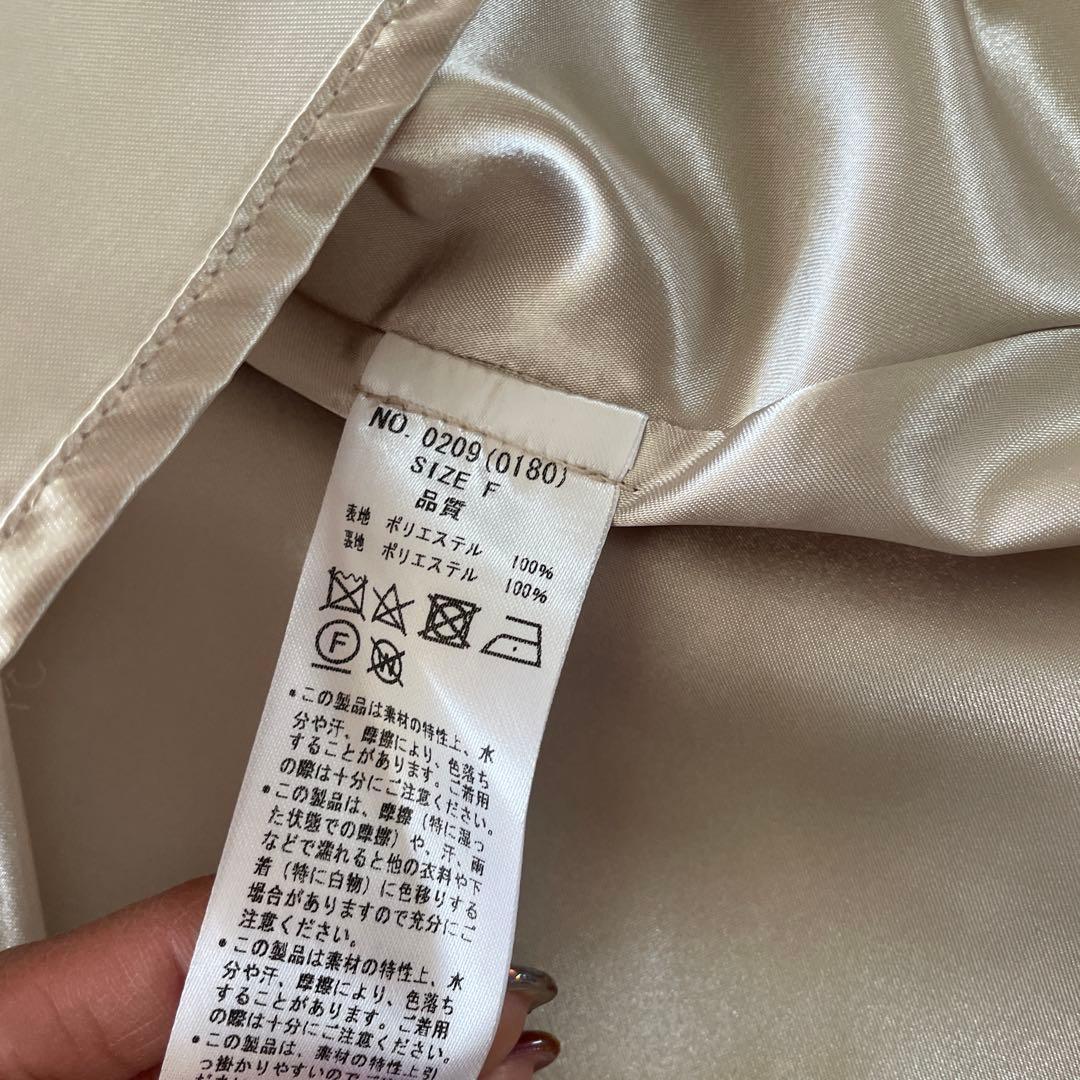 NO. 0209(0180)
SIZE F
品質
表地 ポリエステル 100%
裏地 ポリエステル 100%
F
W
*この製品は素材の特性上、水
分や汗、摩擦により、色落ち
することがあります。ご着用
の際は十分にご注意ください。
*この製品は、摩擦(特に湿っ
た状態での摩擦)や、汗、雨
などで濡れると他の衣料や下
着(特に白物)に色移りする
場合がありますので充分にご
注意ください。
*この製品は素材の特性上、水
分や汗、摩擦により、色落ち
することがあります。ご着用
の際は十分にご注意ください。
*この製品は、素材の特性上引
っ掛かりやすいので